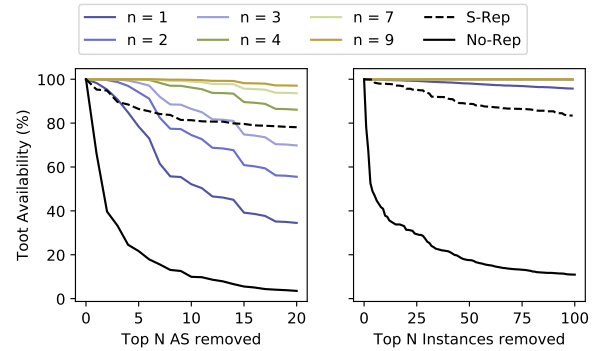 n = 1 n = 3 n = 7 S-Rep
n = 2 n = 4 n = 9 No-Rep
Toot Availability (%)
100
80
60
40
20
0
0 5 10 15 20
Top N AS removed
0 25 50 75 100
Top N Instances removed